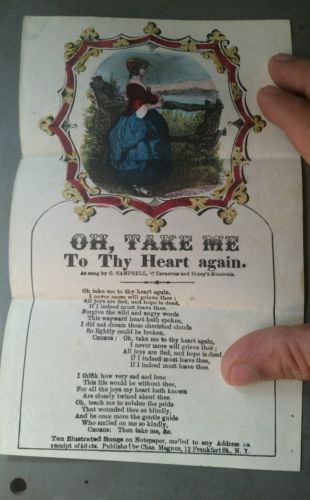 OH, TAKE ME
To Thy Heart again.
As sung by C. CAMPBELL, of Carncross and Dixey's Minstrels.
Oh take me to thy heart again,
I never more will grieve thee;
All joys are fled, and hope is dead,
If I indeed must leave thee.
Forgive the wild and angry words
This wayward heart hath spoken,
I did not dream those cherished clouds
So lightly could be broken.
CHORUS: Oh, take me to thy heart again,
I never more will grieve thee;
All joys are fled, and hope is dead
If I indeed must leave thee,
If I indeed must leave thee.
I think how very sad and lone
This life would be without thee,
For all the joys my heart hath known
Are closely twined about thee.
Oh, teach me to subdue the pride
That wounded thee so blindly,
And be once more the gentle guide
Who smiled on me so kindly.
CHORUS: Then take me, &c.
Ten Illustrated Songs on Notepaper, mailed to any Address on
receipt of 50 cts. Published by Chas. Magnus, 12 Frankfort St., N. Y.